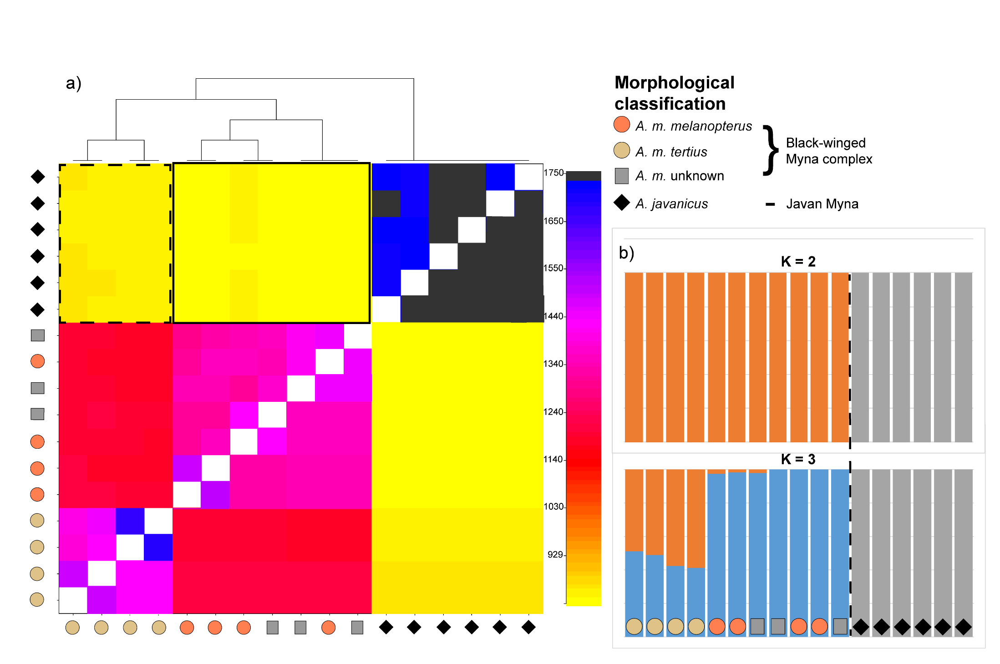 a)
1750
1650
1550
1440
1340
1240
1140
1030
929
Morphological
classification
A. m. melanopterus
A. m. tertius
A. m. unknown
A. javanicus
Black-winged
Myna complex
Javan Myna
b)
K = 2
K = 3